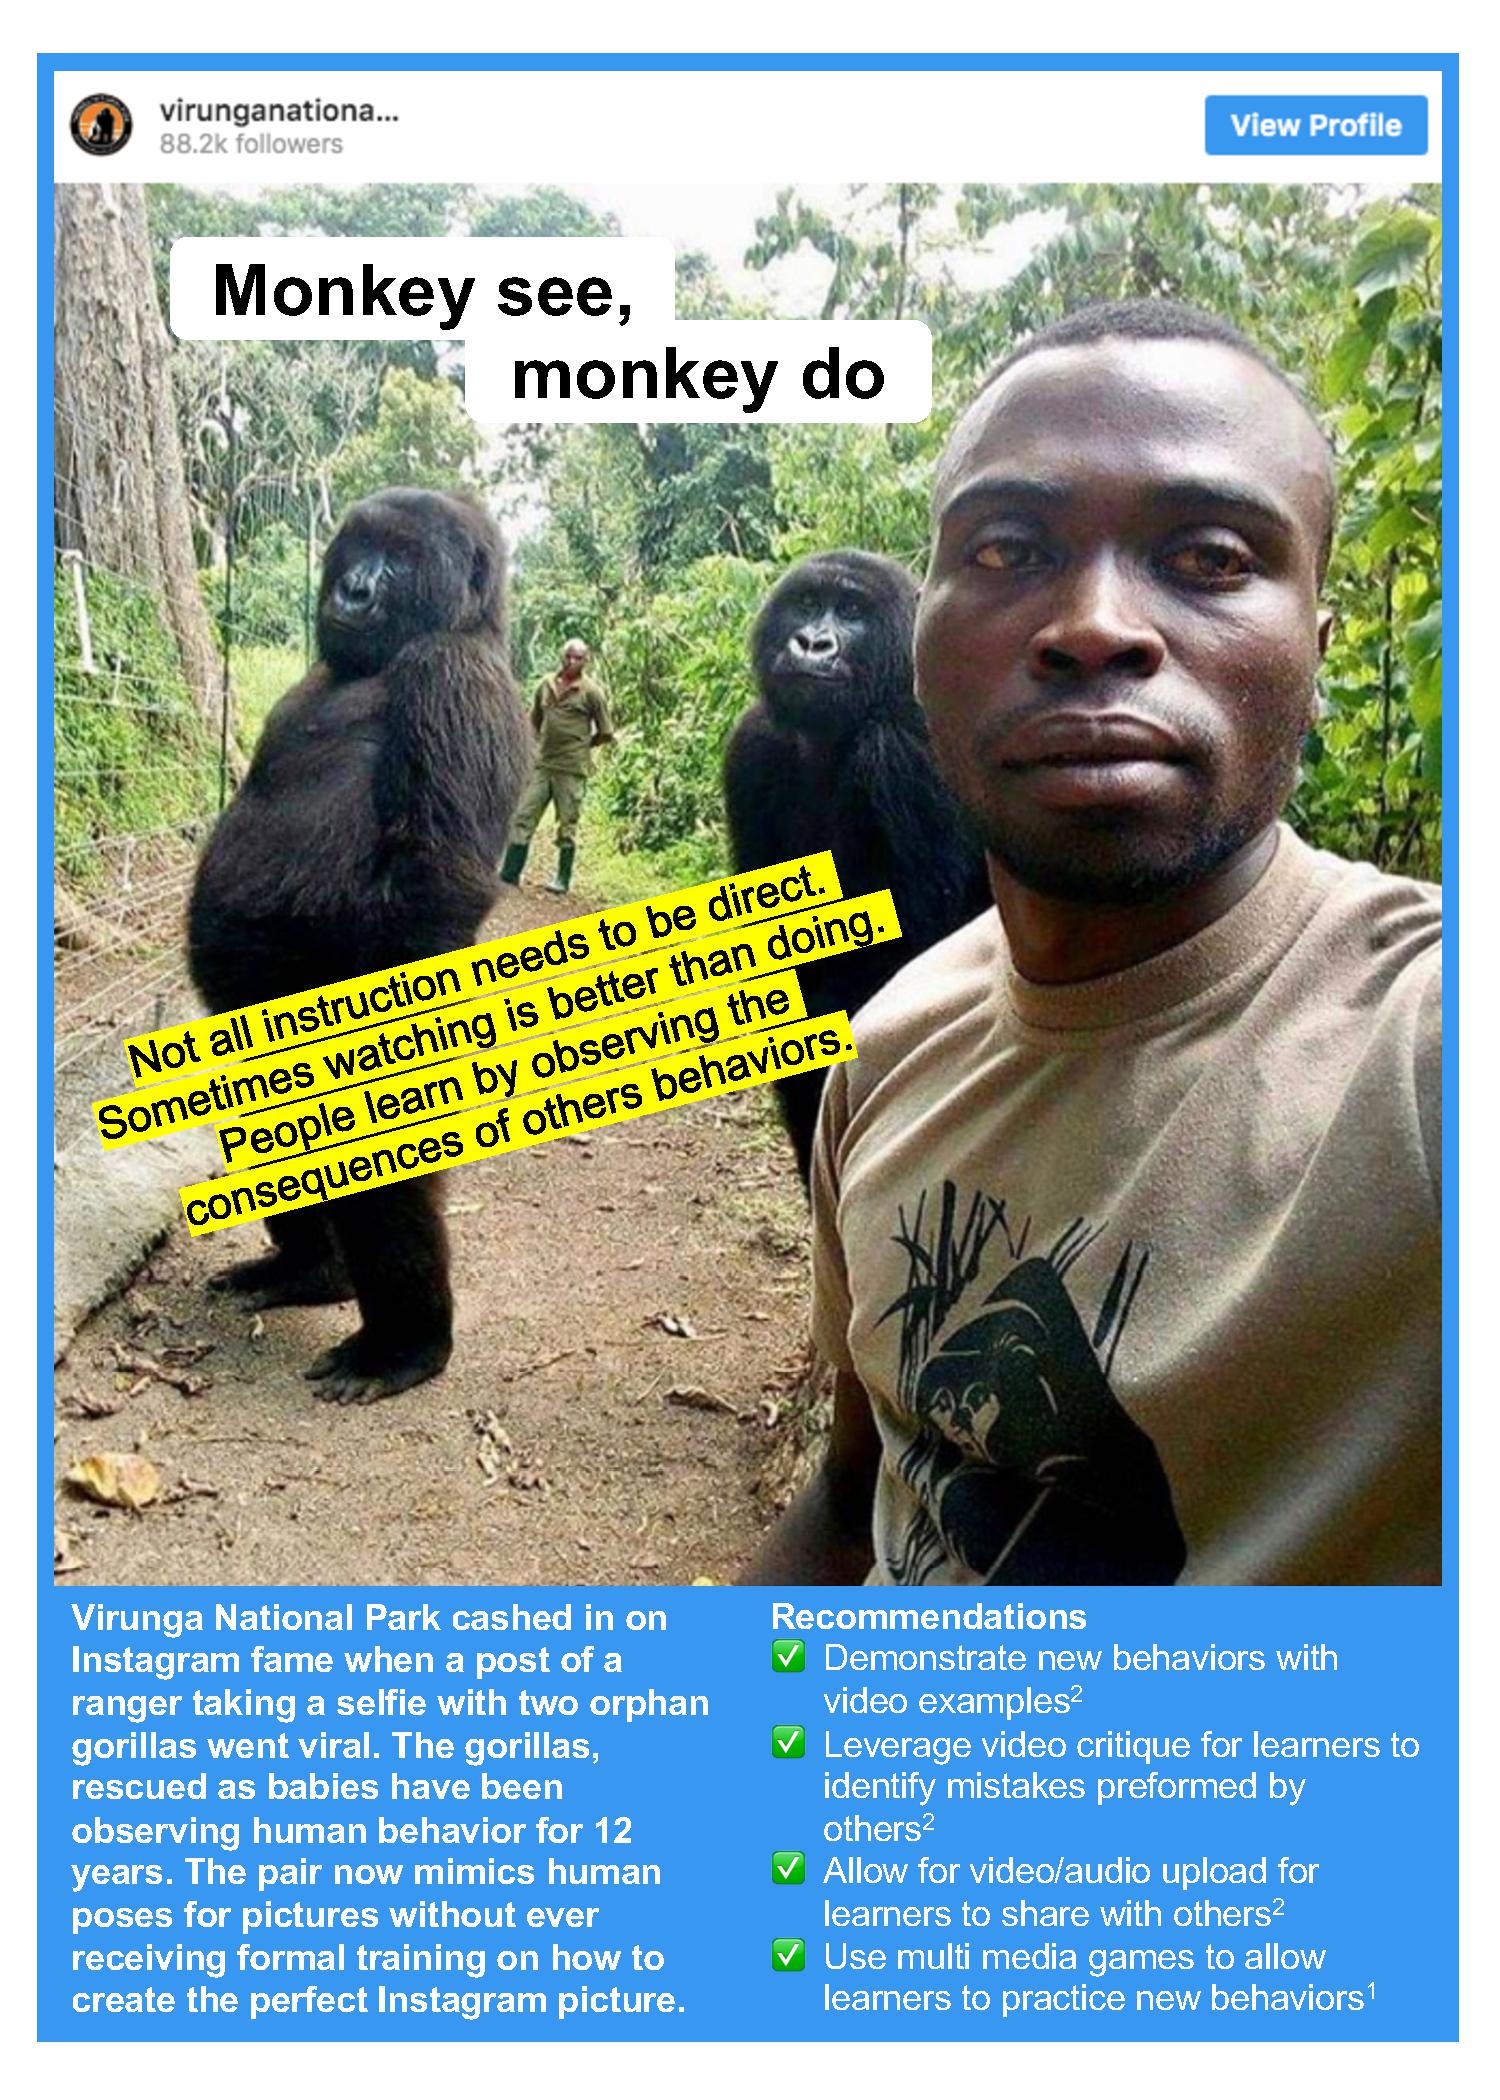 virunganationa...
88.2k followers
View Profile
Monkey see,
monkey do
Not all instruction needs to be direct.
Sometimes watching is better than doing.
People learn by observing the
consequences of others behaviors.
Virunga National Park cashed in on
Instagram fame when a post of a
ranger taking a selfie with two orphan
gorillas went viral. The gorillas,
rescued as babies have been
observing human behavior for 12
years. The pair now mimics human
poses for pictures without ever
receiving formal training on how to
create the perfect Instagram picture.
Recommendations
✅ Demonstrate new behaviors with
video examples²
✅ Leverage video critique for learners to
identify mistakes preformed by
others²
✅ Allow for video/audio upload for
learners to share with others²
✅ Use multi media games to allow
learners to practice new behaviors¹